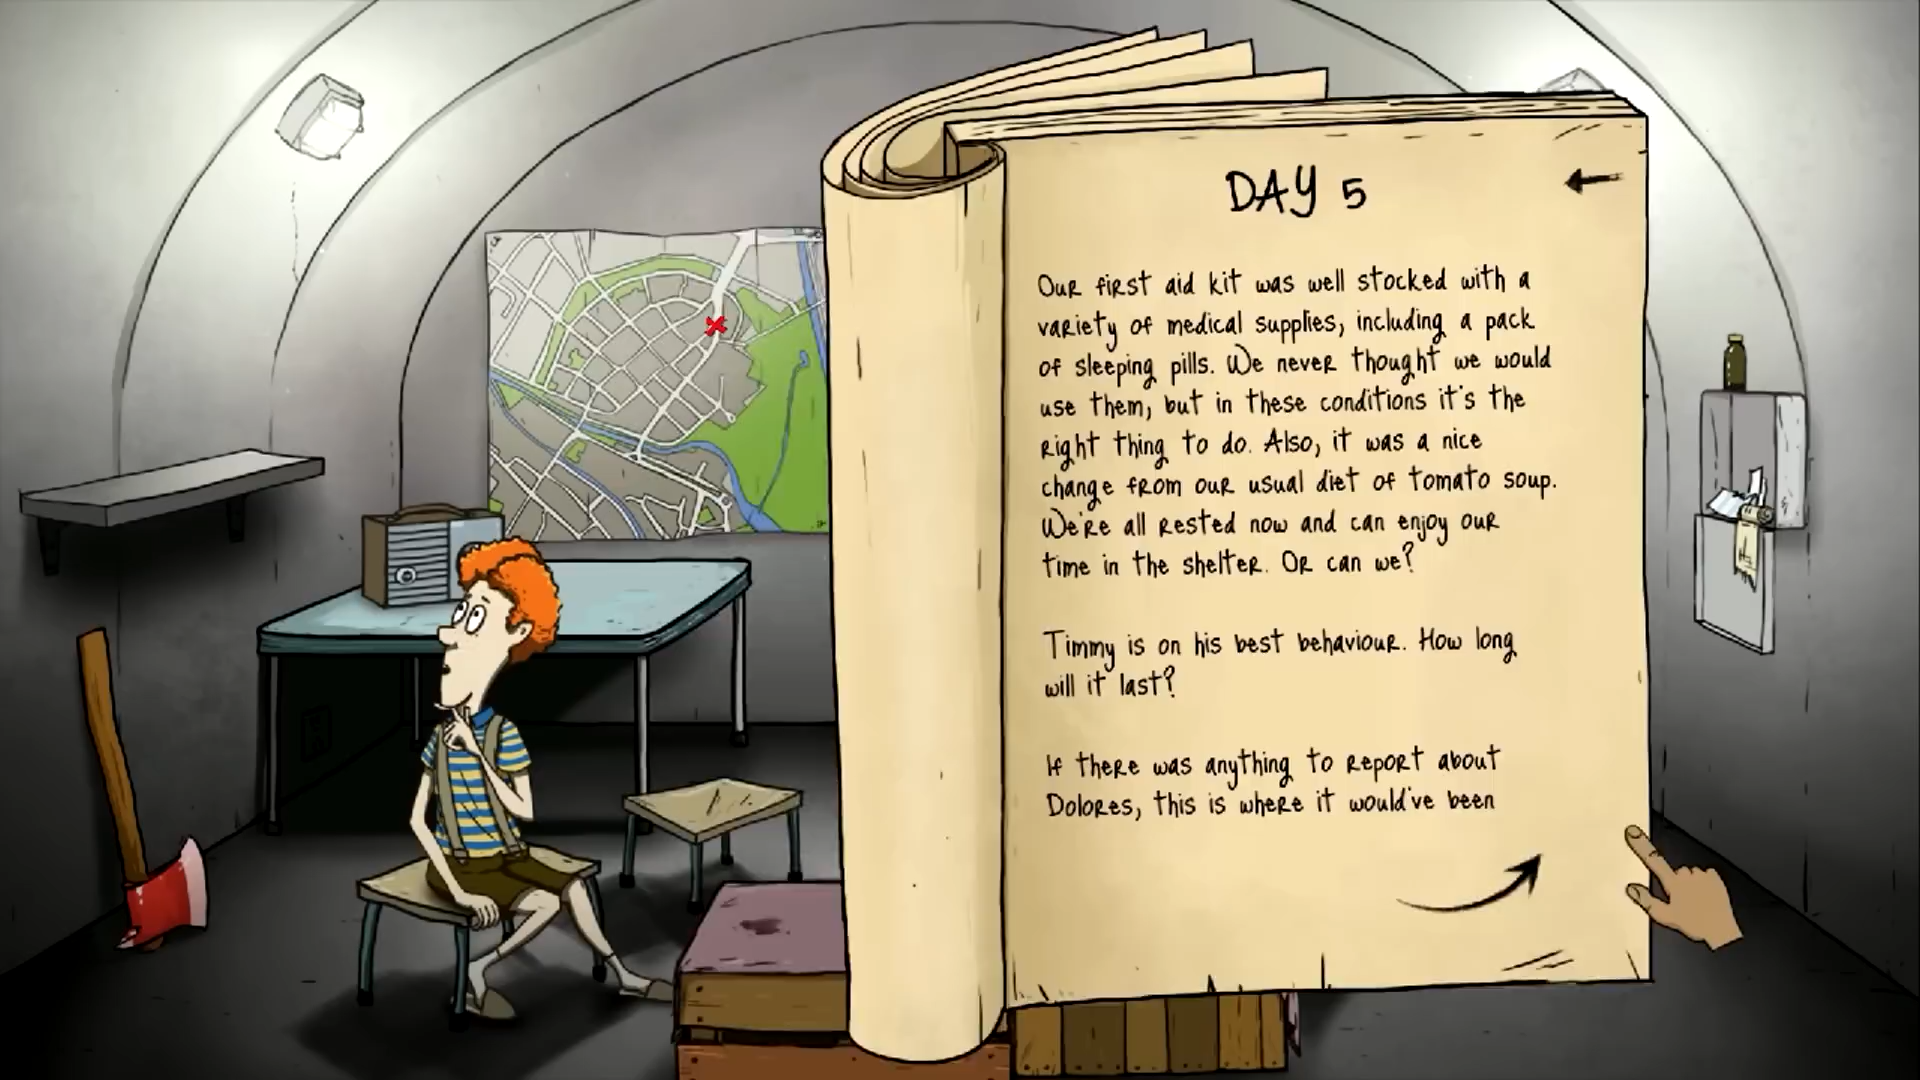 DAY 5
Our first aid kit was well stocked with a
variety of medical supplies, including a pack
of sleeping pills. We never thought we would
use them, but in these conditions it's the
right thing to do. Also, it was a nice
change from our usual diet of tomato soup.
We're all rested now and can enjoy our
time in the shelter. Or can we?
Timmy is on his best behaviour. How long
will it last?
If there was anything to report about
Dolores, this is where it would've been